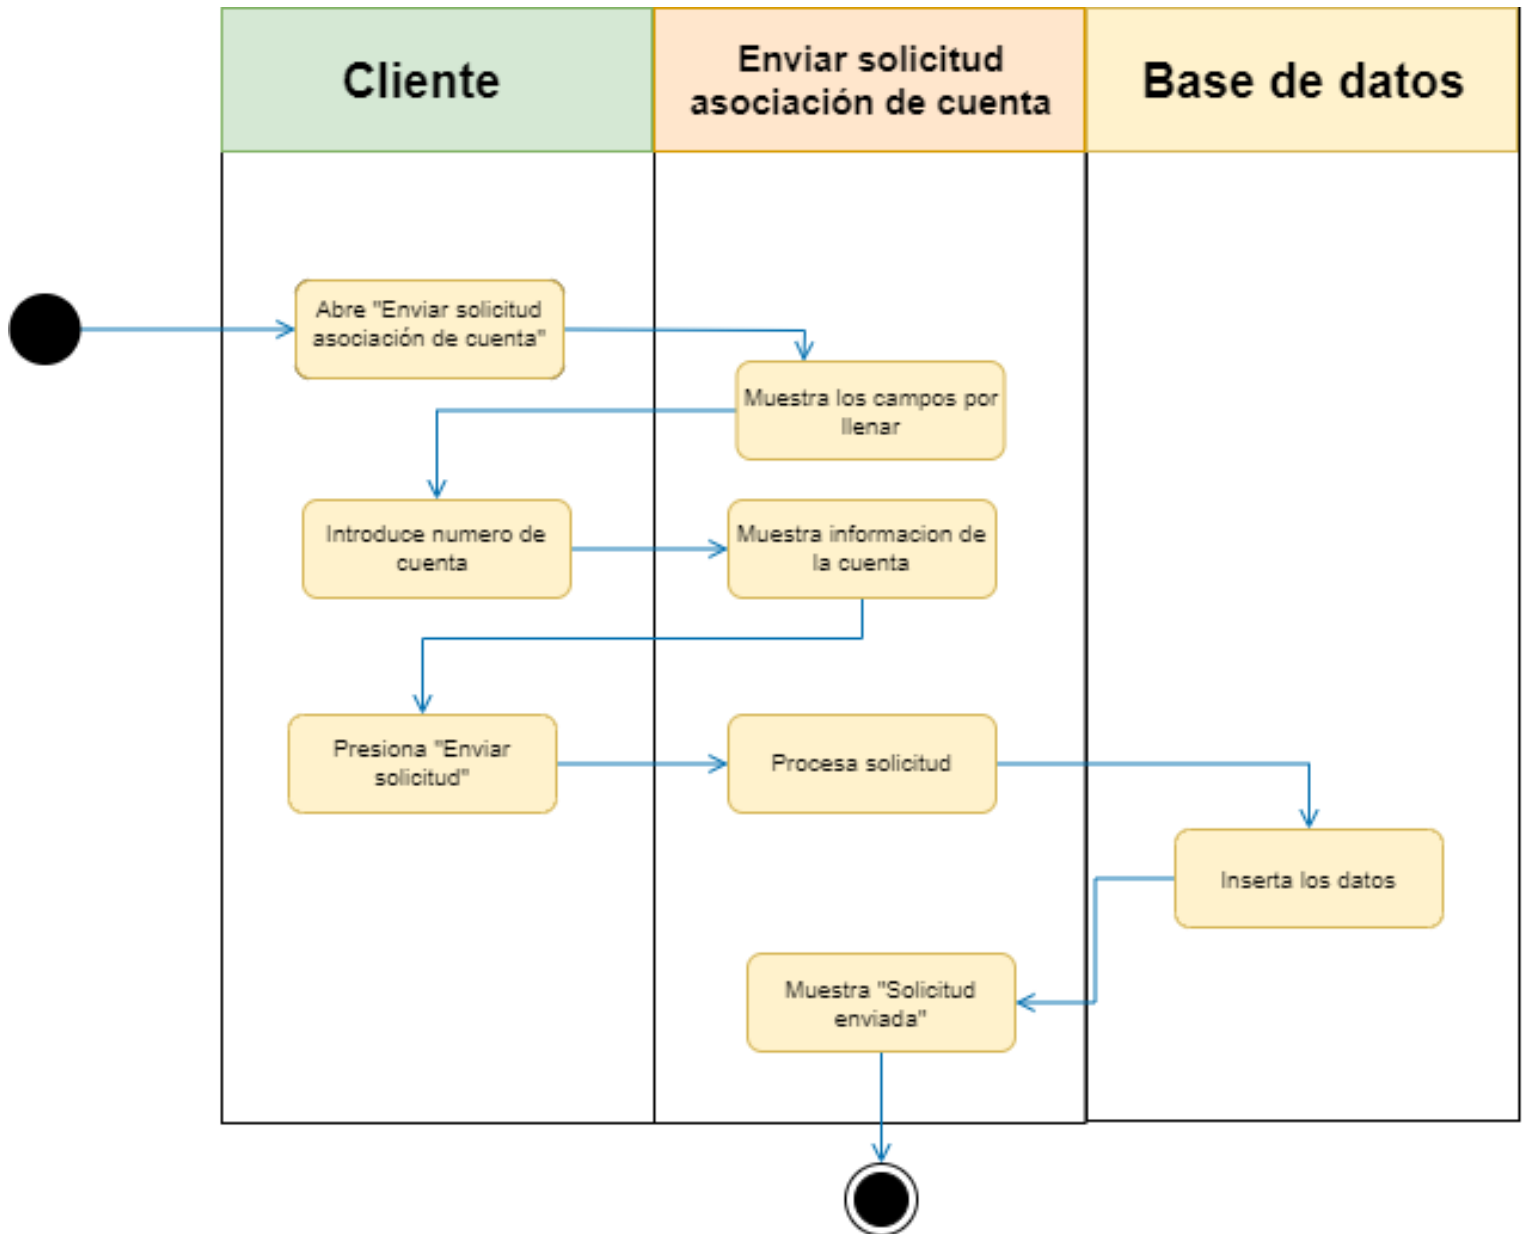 Cliente
Enviar solicitud
asociación de cuenta
Base de datos
Abre "Enviar solicitud
asociación de cuenta"
Muestra los campos por
llenar
Introduce numero de
cuenta
Muestra informacion de
la cuenta
Presiona "Enviar
solicitud"
Procesa solicitud
Inserta los datos
Muestra "Solicitud
enviada"